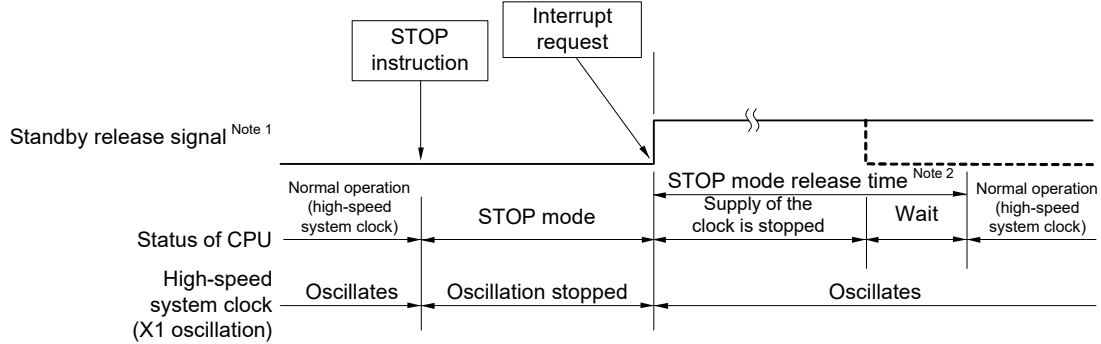 STOP
instruction
Interrupt
request
Standby release signal Note 1
STOP mode release time Note 2
Normal operation
(high-speed
system clock)
STOP mode
Supply of the
clock is stopped
Wait
Normal operation
(high-speed
system clock)
Status of CPU
High-speed
system clock
(X1 oscillation)
Oscillates
Oscillation stopped
Oscillates